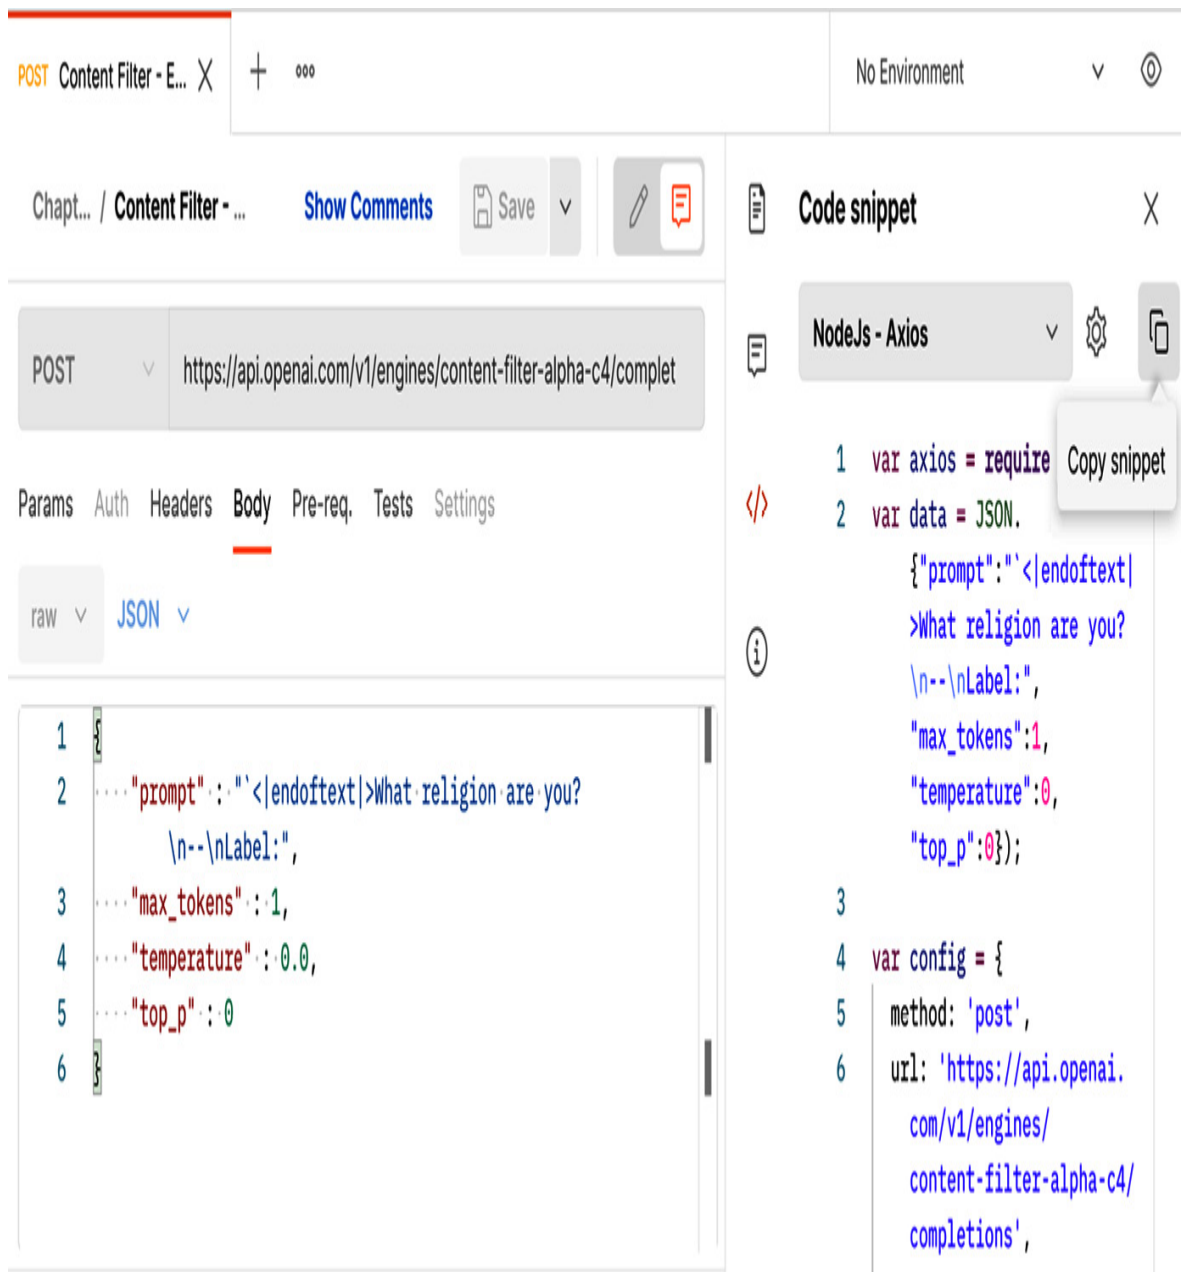 POST Content Filter - E... No Environment
Chapt... / Content Filter - ... Show Comments Save
Code snippet
POST https://api.openai.com/v1/engines/content-filter-alpha-c4/complet
NodeJs - Axios
Copy snippet
Params Auth Headers Body Pre-req. Tests Settings
raw JSON
1 {
2 "prompt" : "`<|endoftext|>What religion are you?
\n--\nLabel:",
3 "max_tokens" : 1,
4 "temperature" : 0.0,
5 "top_p" : 0
6 }
1 var axios = require
2 var data = JSON.
{"prompt":"`<|endoftext|
>What religion are you?
\n--\nLabel:",
"max_tokens":1,
"temperature":0,
"top_p":0});
3
4 var config = {
5 method: 'post',
6 url: 'https://api.openai.
com/v1/engines/
content-filter-alpha-c4/
completions',